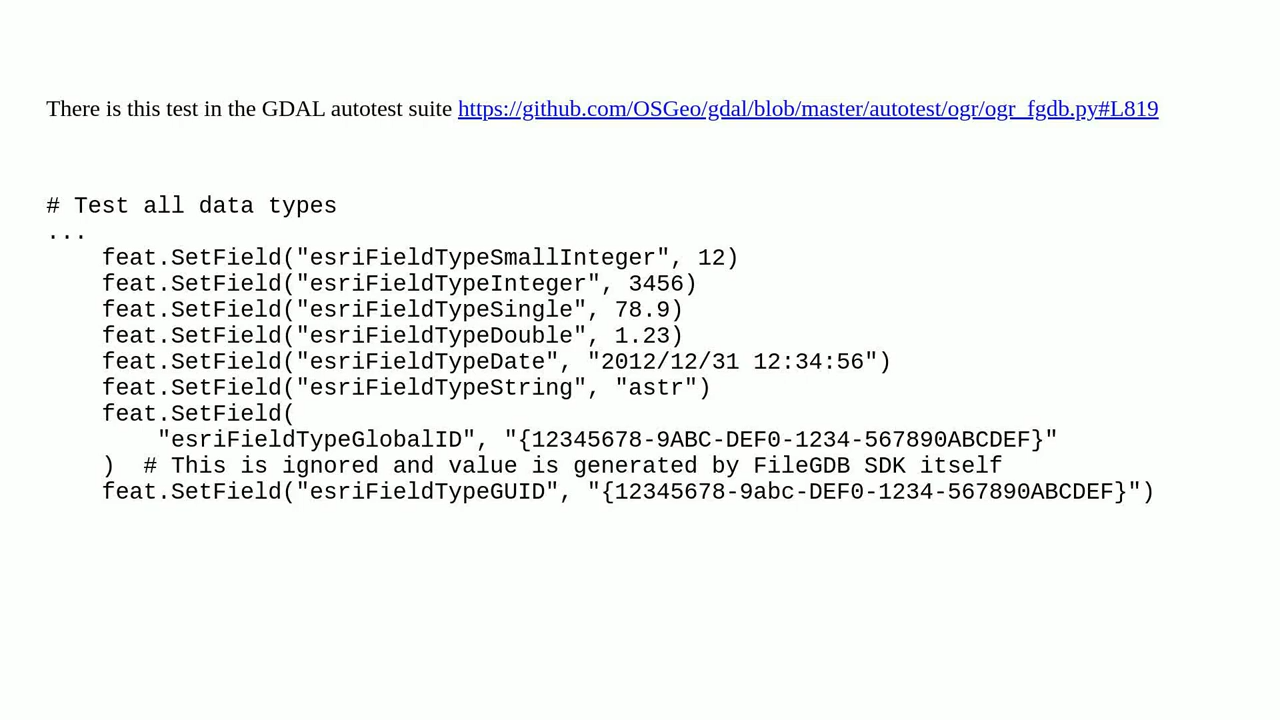 There is this test in the GDAL autotest suite https://github.com/OSGeo/gdal/blob/master/autotest/ogr/ogr_fgdb.py#L819
# Test all data types
...
    feat.SetField("esriFieldTypeSmallInteger", 12)
    feat.SetField("esriFieldTypeInteger", 3456)
    feat.SetField("esriFieldTypeSingle", 78.9)
    feat.SetField("esriFieldTypeDouble", 1.23)
    feat.SetField("esriFieldTypeDate", "2012/12/31 12:34:56")
    feat.SetField("esriFieldTypeString", "astr")
    feat.SetField(
        "esriFieldTypeGlobalID", "{12345678-9ABC-DEF0-1234-567890ABCDEF}"
    )  # This is ignored and value is generated by FileGDB SDK itself
    feat.SetField("esriFieldTypeGUID", "{12345678-9abc-DEF0-1234-567890ABCDEF}")